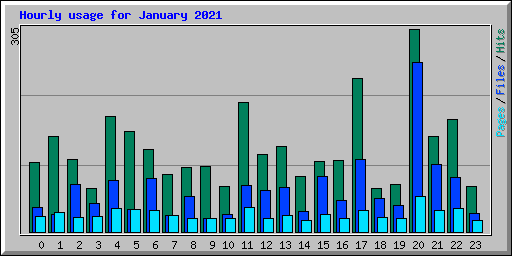 Hourly usage for January 2021
305
Pages / Files / Hits
0 1 2 3 4 5 6 7 8 9 10 11 12 13 14 15 16 17 18 19 20 21 22 23